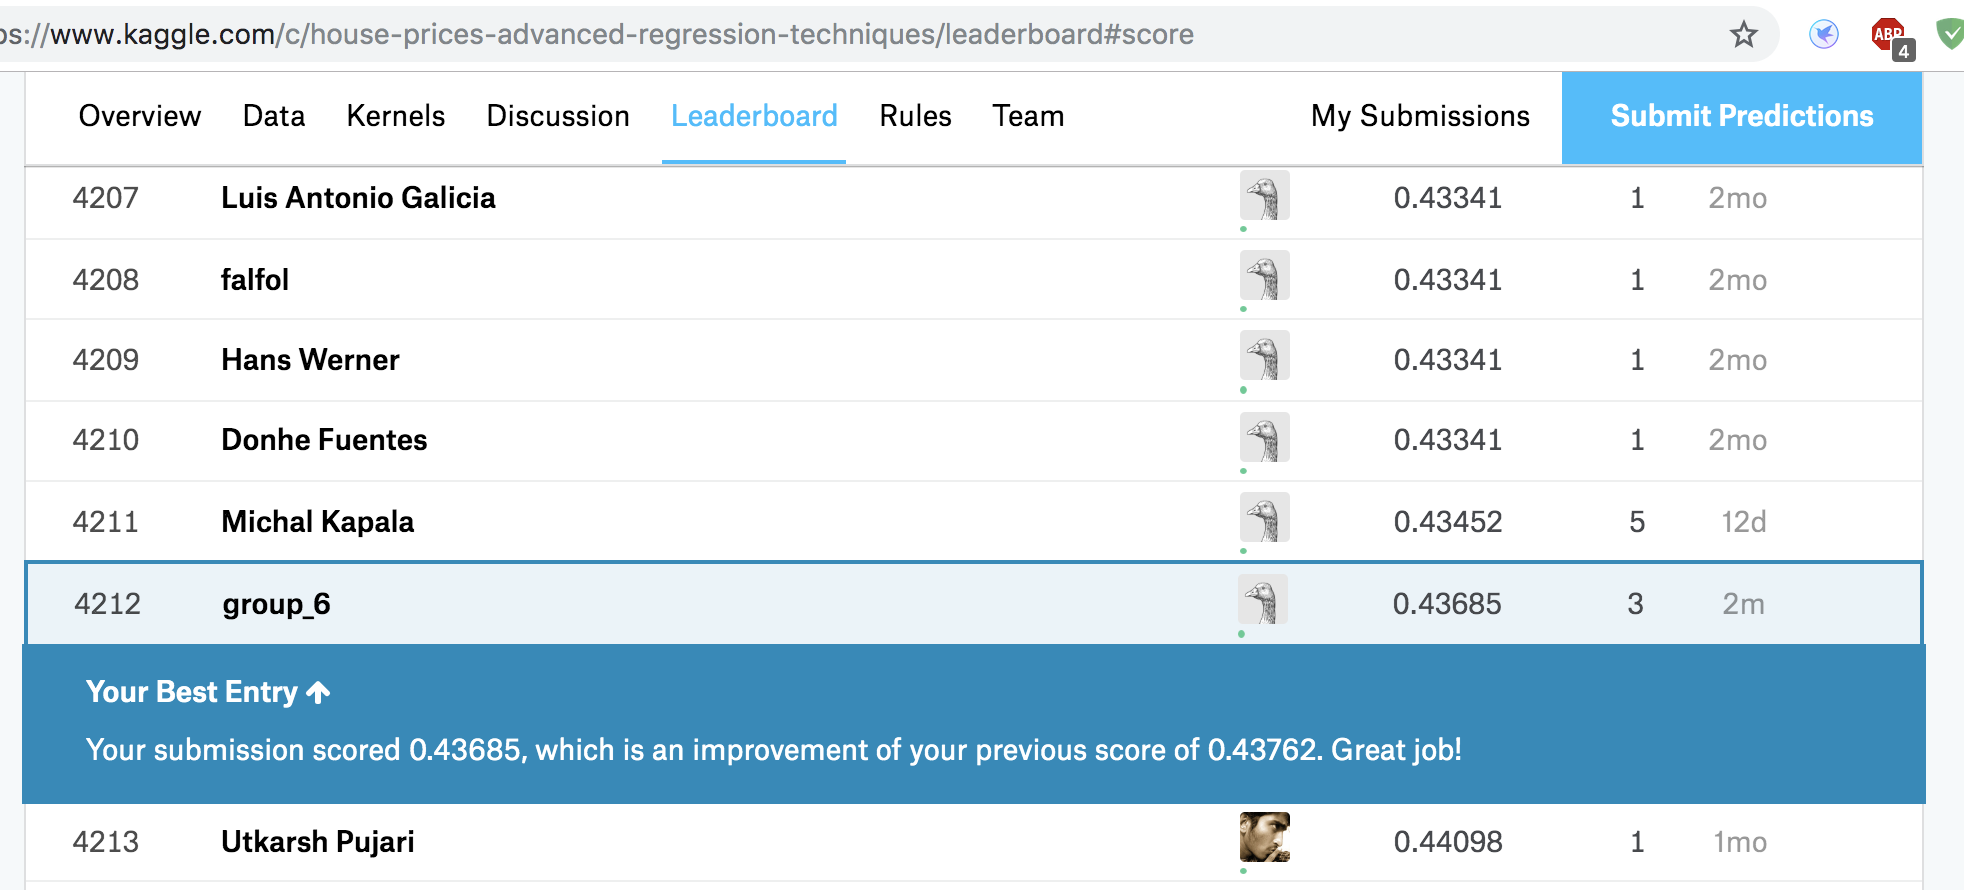 ps://www.kaggle.com/c/house-prices-advanced-regression-techniques/leaderboard#score
ABP
4
Overview Data Kernels Discussion Leaderboard Rules Team My Submissions Submit Predictions
4207 Luis Antonio Galicia 0.43341 1 2mo
4208 falfol 0.43341 1 2mo
4209 Hans Werner 0.43341 1 2mo
4210 Donhe Fuentes 0.43341 1 2mo
4211 Michal Kapala 0.43452 5 12d
4212 group_6 0.43685 3 2m
Your Best Entry
Your submission scored 0.43685, which is an improvement of your previous score of 0.43762. Great job!
4213 Utkarsh Pujari 0.44098 1 1mo